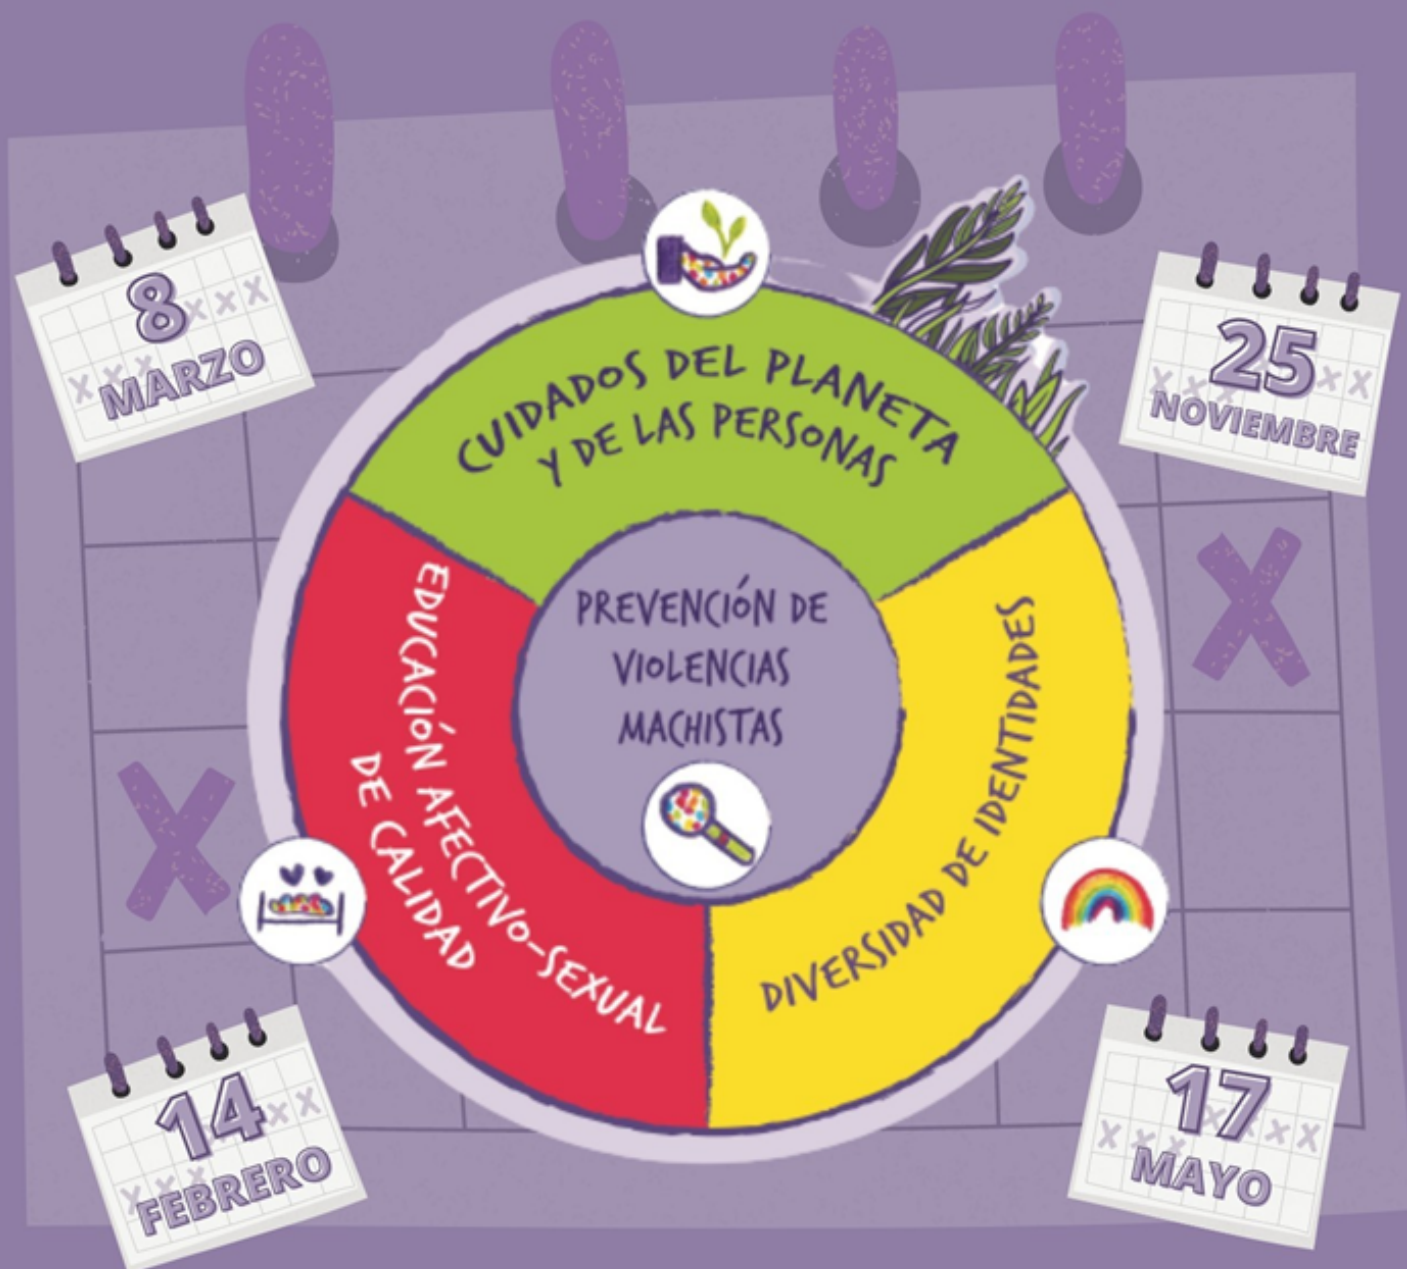 8
MARZO
25
NOVIEMBRE
CUIDADOS DEL PLANETA
Y DE LAS PERSONAS
PREVENCIÓN DE
VIOLENCIAS
MACHISTAS
EDUCACIÓN AFECTIVO-SEXUAL
DE CALIDAD
DIVERSIDAD DE IDENTIDADES
14
FEBRERO
17
MAYO